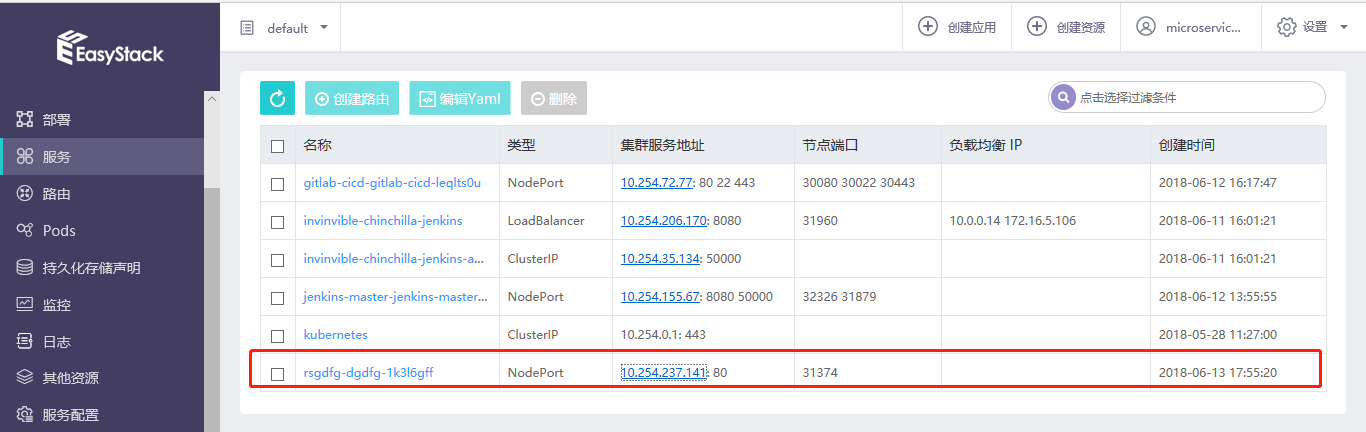 EasyStack
default
创建应用
创建资源
microservic...
设置
部署
服务
路由
Pods
持久化存储声明
监控
日志
其他资源
服务配置
创建路由 编辑Yaml 删除
点击选择过滤条件
名称 类型 集群服务地址 节点端口 负载均衡 IP 创建时间
gitlab-cicd-gitlab-cicd-leqlts0u NodePort 10.254.72.77: 80 22 443 30080 30022 30443 2018-06-12 16:17:47
invinvible-chinchilla-jenkins LoadBalancer 10.254.206.170: 8080 31960 10.0.0.14 172.16.5.106 2018-06-11 16:01:21
invinvible-chinchilla-jenkins-a... ClusterIP 10.254.35.134: 50000 2018-06-11 16:01:21
jenkins-master-jenkins-master... NodePort 10.254.155.67: 8080 50000 32326 31879 2018-06-12 13:55:55
kubernetes ClusterIP 10.254.0.1: 443 2018-05-28 11:27:00
rsgdfg-dgdfg-1k3l6gff NodePort 10.254.237.141: 80 31374 2018-06-13 17:55:20